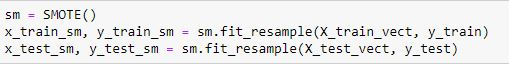 sm = SMOTE()
x_train_sm, y_train_sm = sm.fit_resample(X_train_vect, y_train)
x_test_sm, y_test_sm = sm.fit_resample(X_test_vect, y_test)